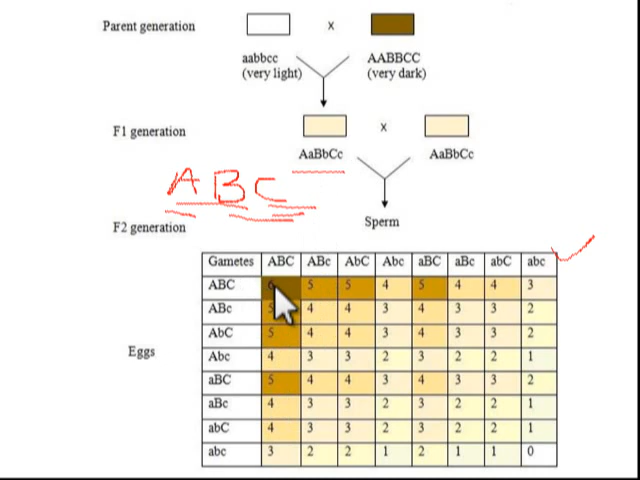 Parent generation
x
aabbcc
(very light)
AABBCC
(very dark)
F1 generation
x
AaBbCc
AaBbCc
ABC
F2 generation
Sperm
Gametes ABC ABc AbC Abc aBC aBc abC abc
ABC 6 5 5 4 5 4 4 3
ABc 5 4 4 3 4 3 3 2
AbC 5 4 4 3 4 3 3 2
Eggs
Abc 4 3 3 2 3 2 2 1
aBC 5 4 4 3 4 3 3 2
aBc 4 3 3 2 3 2 2 1
abC 4 3 3 2 3 2 2 1
abc 3 2 2 1 2 1 1 0